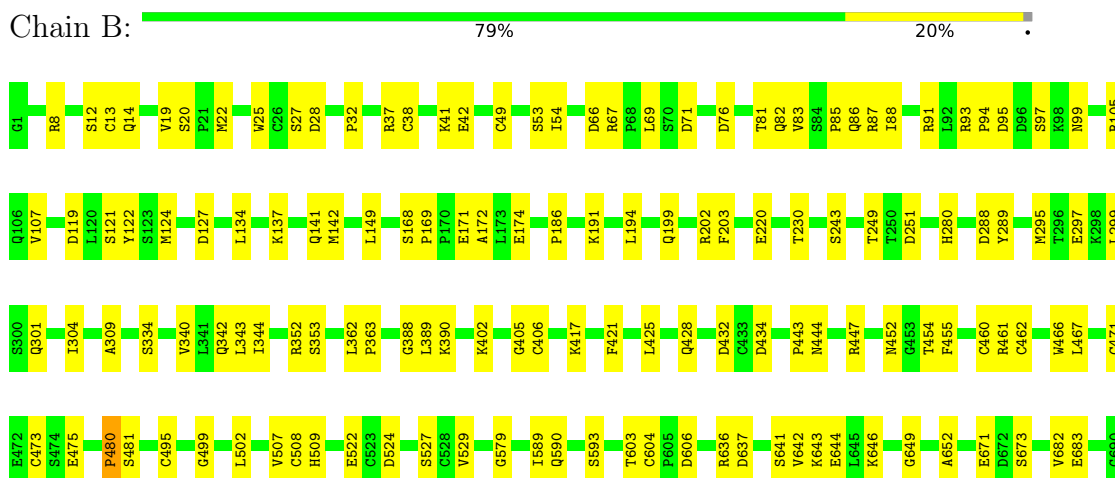 Chain B:
79% 20% •
G1 R8 S12 C13 Q14 V19 S20 P21 M22 W25 C26 S27 D28 P32 R37 C38 K41 E42 C49 S53 I54 D66 R67 P68 L69 S70 D71 D76 T81 Q82 V83 S84 P85 Q86 R87 I88 R91 L92 R93 P94 D95 D96 S97 K98 N99
Q106 V107 D119 L120 S121 Y122 S123 M124 D127 L134 K137 Q141 M142 L149 S168 P169 P170 E171 A172 L173 E174 P186 K191 L194 Q199 R202 F203 E220 T230 S243 T249 T250 D251 H280 D288 Y289 M295 T296 E297 K298
S300 Q301 I304 A309 S334 V340 L341 Q342 L343 I344 R352 S353 L362 P363 G388 L389 K390 K402 G405 C406 K417 F421 L425 Q428 D432 C433 D434 P443 N444 R447 N452 G453 T454 F455 C460 R461 C462 W466 L467
E472 C473 S474 E475 P480 S481 C495 G499 L502 V507 C508 H509 E522 C523 D524 S527 C528 V529 G579 I589 Q590 S593 T603 C604 P605 D606 R636 D637 S641 V642 K643 E644 L645 K646 G649 A652 E671 D672 S673 V682 E683